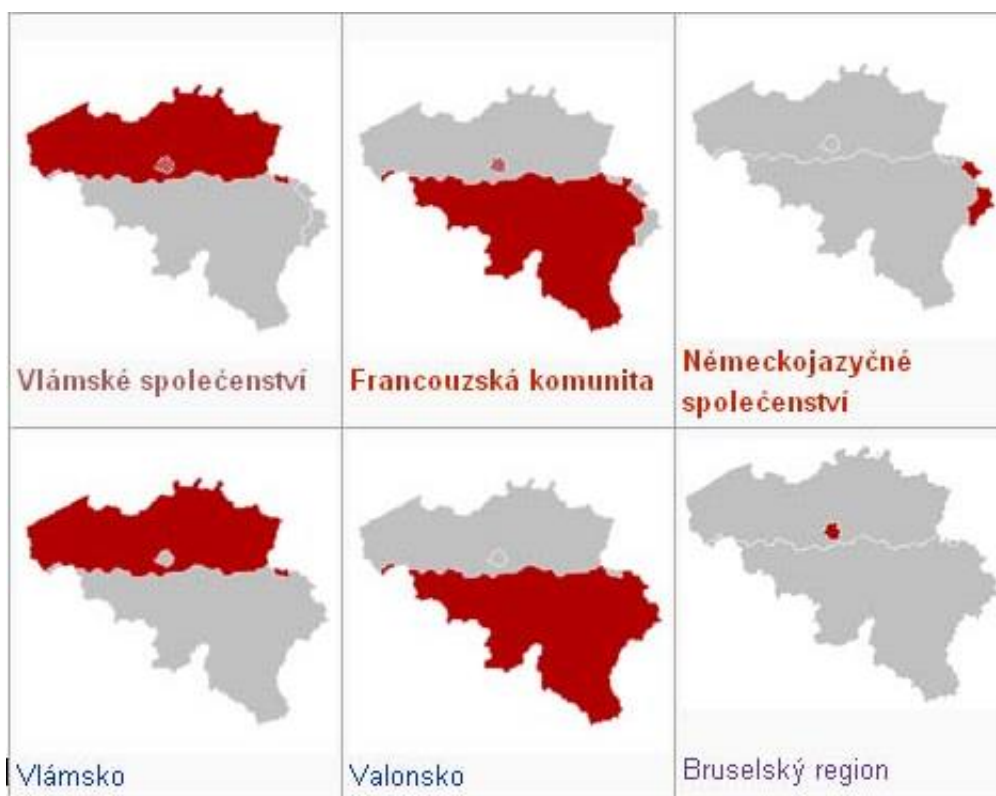 Vlámské společenství
Francouzská komunita
Německojazyčné
společenství
Vlámsko
Valonsko
Bruselský region